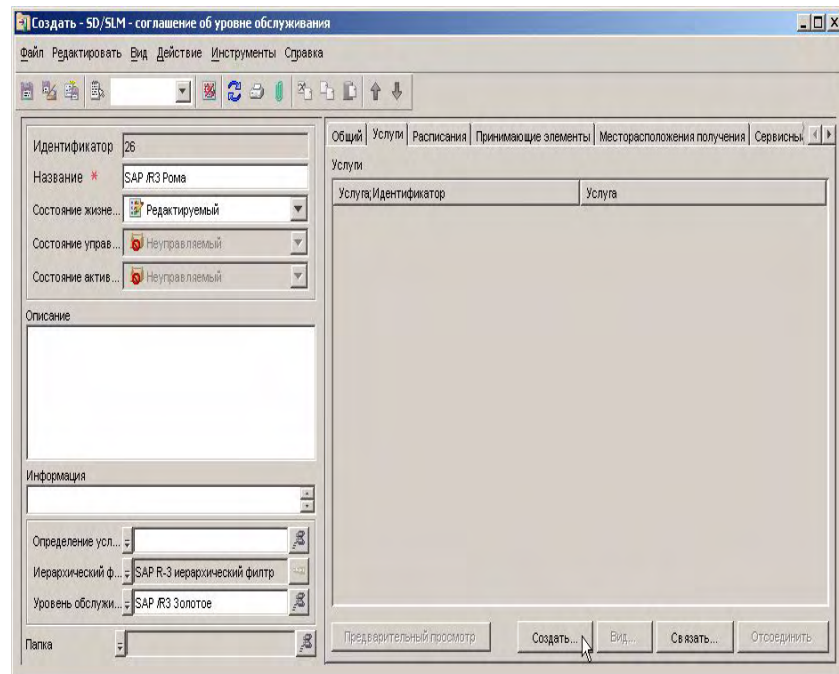 Создать - SD/SLM - соглашение об уровне обслуживания
Файл Редактировать Вид Действие Инструменты Справка
Идентификатор 26
Название * SAP /R3 Рома
Состояние жизне... Редактируемый
Состояние управ... Неуправляемый
Состояние актив... Неуправляемый
Описание
Информация
Определение усл...
Иерархический ф... SAP R-3 иерархический филтр
Уровень обслужи... SAP /R3 Золотое
Папка
Общий Услуги Расписания Принимающие элементы Месторасположения получения Сервисны
Услуги
Услуга;Идентификатор Услуга
Предварительный просмотр Создать... Вид... Связать... Отсоединить